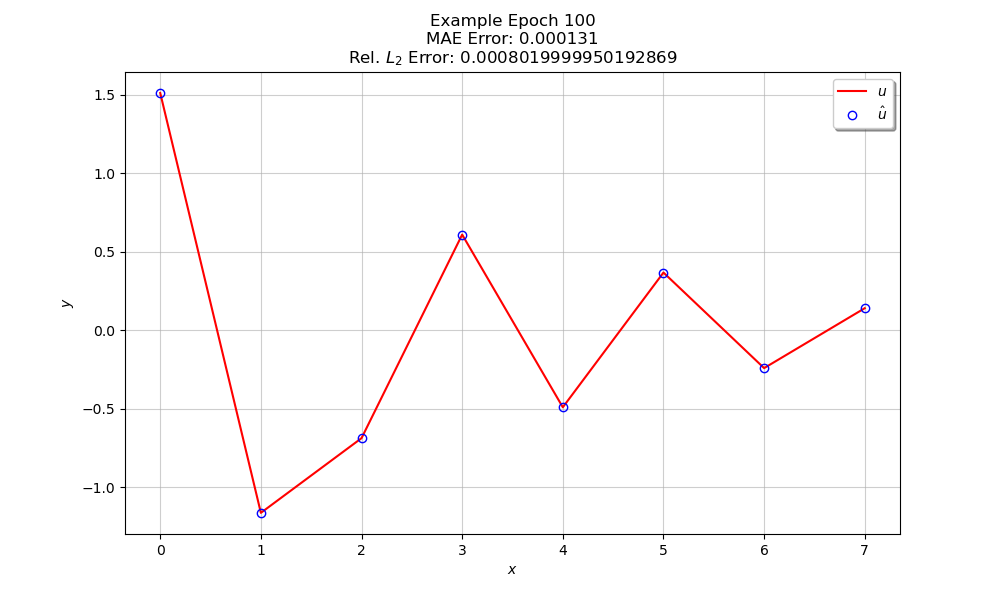 Example Epoch 100
MAE Error: 0.000131
Rel. L₂ Error: 0.0008019999950192869
u
û
1.5
1.0
0.5
0.0
−0.5
−1.0
y
0 1 2 3 4 5 6 7
x